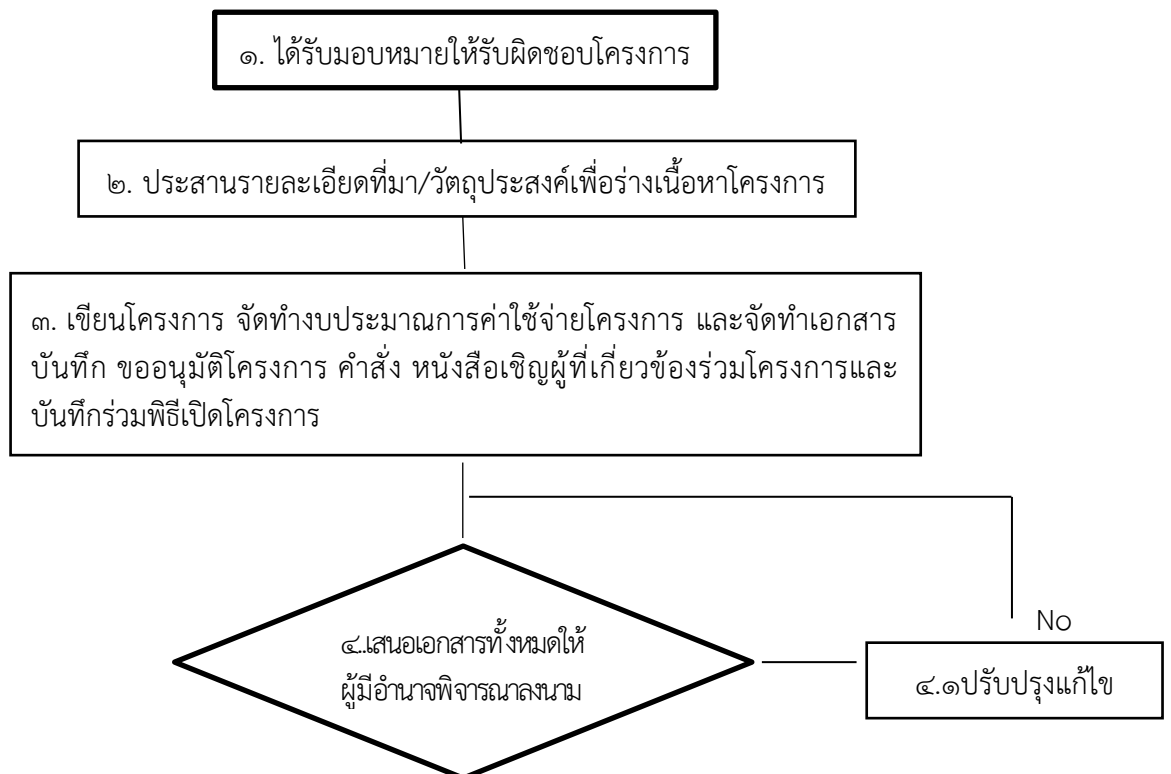 ๑. ได้รับมอบหมายให้รับผิดชอบโครงการ
๒. ประสานรายละเอียดที่มา/วัตถุประสงค์เพื่อร่างเนื้อหาโครงการ
๓. เขียนโครงการ จัดทำงบประมาณการค่าใช้จ่ายโครงการ และจัดทำเอกสาร
บันทึก ขออนุมัติโครงการ คำสั่ง หนังสือเชิญผู้ที่เกี่ยวข้องร่วมโครงการและ
บันทึกร่วมพิธีเปิดโครงการ
๔..เสนอเอกสารทั้งหมดให้
ผู้มีอำนาจพิจารณาลงนาม
No
๔.๑ปรับปรุงแก้ไข